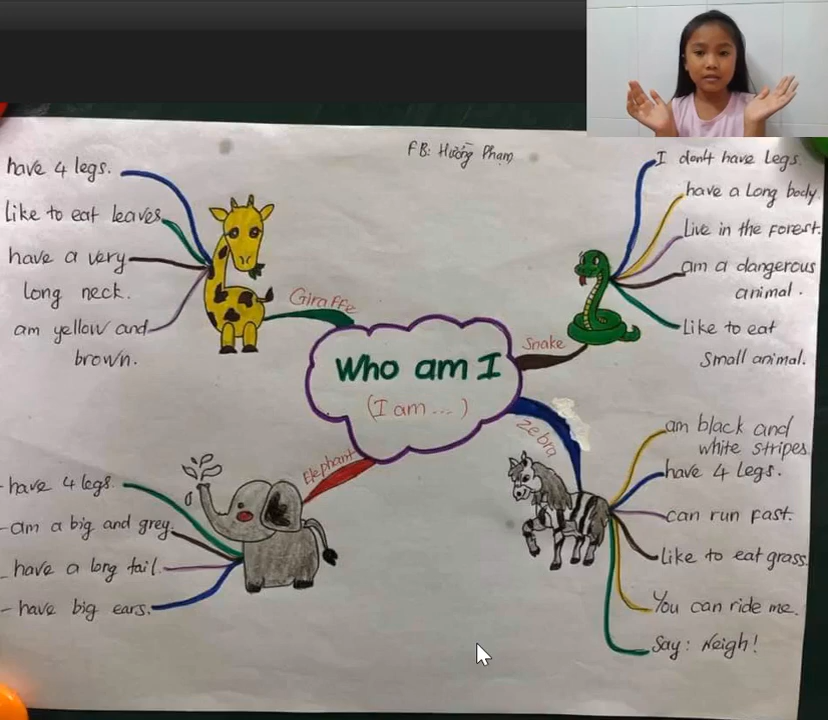 FB: Hường Phạm
Who am I
(I am ...)
Giraffe
have 4 legs.
Like to eat leaves
have a very
long neck.
am yellow and
brown.
Snake
I don't have Legs.
have a Long body
Live in the forest.
am a dangerous
animal.
Like to eat
Small animal.
Elephant
-have 4 legs.
-am a big and grey.
- have a long tail.
- have big ears.
Zebra
am black and
white stripes
have 4 Legs.
can run fast.
Like to eat grass.
You can ride me.
Say: Neigh!